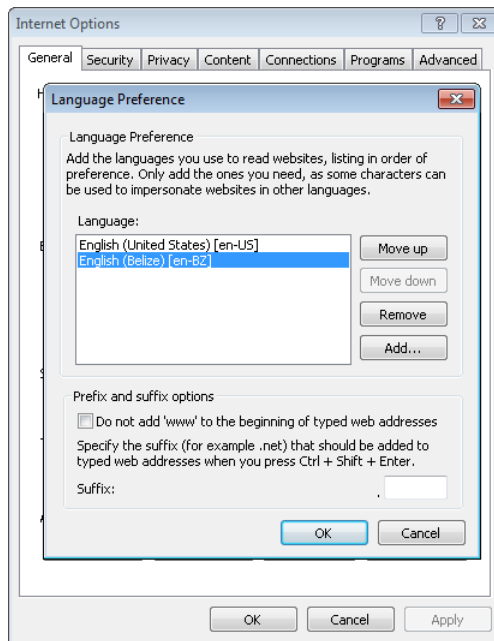 Internet Options
General Security Privacy Content Connections Programs Advanced
Language Preference
Language Preference
Add the languages you use to read websites, listing in order of
preference. Only add the ones you need, as some characters can
be used to impersonate websites in other languages.
Language:
English (United States) [en-US]
English (Belize) [en-BZ]
Move up
Move down
Remove
Add...
Prefix and suffix options
Do not add 'www' to the beginning of typed web addresses
Specify the suffix (for example .net) that should be added to
typed web addresses when you press Ctrl + Shift + Enter.
Suffix: .
OK Cancel
OK Cancel Apply